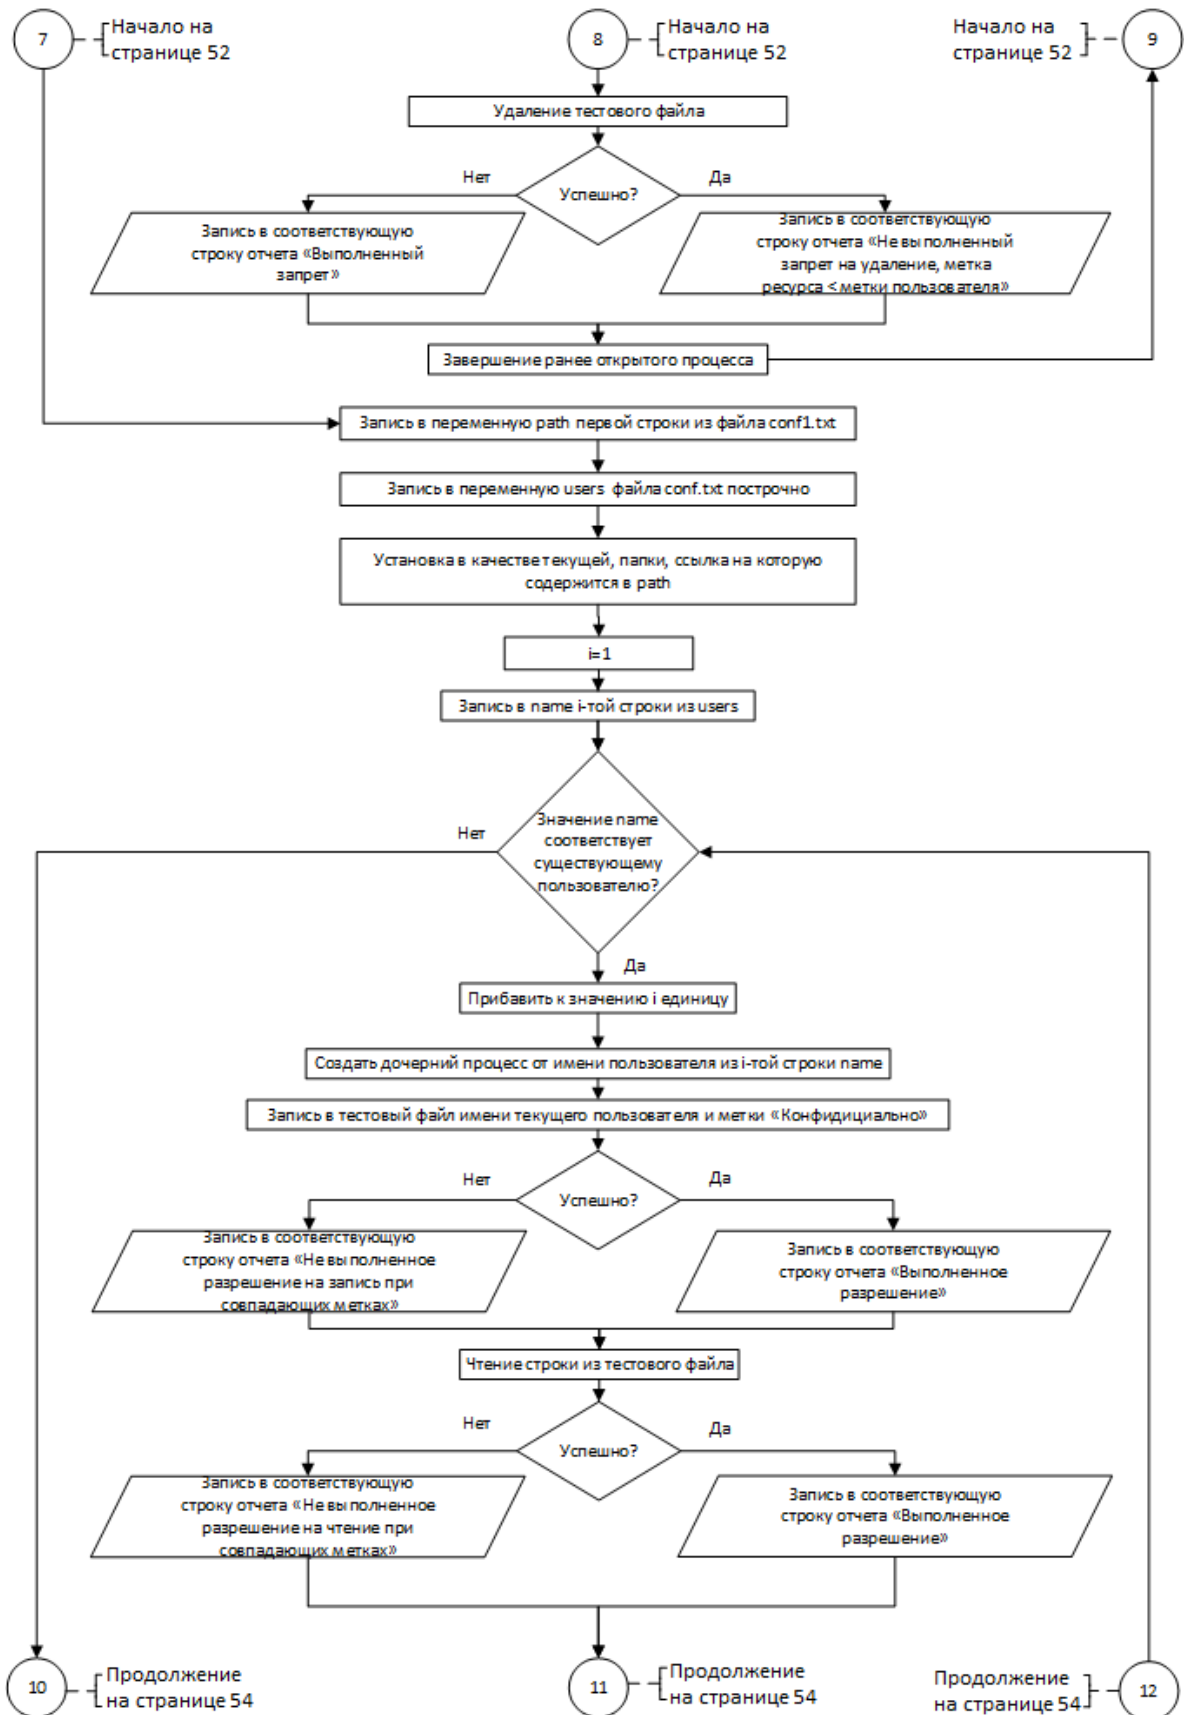 7
Начало на
странице 52
8
Начало на
странице 52
Начало на
странице 52
9
Удаление тестового файла
Успешно?
Нет
Да
Запись в соответствующую
строку отчета «Выполненный
запрет»
Запись в соответствующую
строку отчета «Не выполненный
запрет на удаление, метка
ресурса < метки пользователя»
Завершение ранее открытого процесса
Запись в переменную path первой строки из файла conf1.txt
Запись в переменную users файла conf.txt построчно
Установка в качестве текущей, папки, ссылка на которую
содержится в path
i=1
Запись в name i-той строки из users
Значение name
соответствует
существующему
пользователю?
Нет
Да
Прибавить к значению i единицу
Создать дочерний процесс от имени пользователя из i-той строки name
Запись в тестовый файл имени текущего пользователя и метки «Конфидициально»
Успешно?
Нет
Да
Запись в соответствующую
строку отчета «Не выполненное
разрешение на запись при
совпадающих метках»
Запись в соответствующую
строку отчета «Выполненное
разрешение»
Чтение строки из тестового файла
Успешно?
Нет
Да
Запись в соответствующую
строку отчета «Не выполненное
разрешение на чтение при
совпадающих метках»
Запись в соответствующую
строку отчета «Выполненное
разрешение»
10
Продолжение
на странице 54
11
Продолжение
на странице 54
Продолжение
на странице 54
12